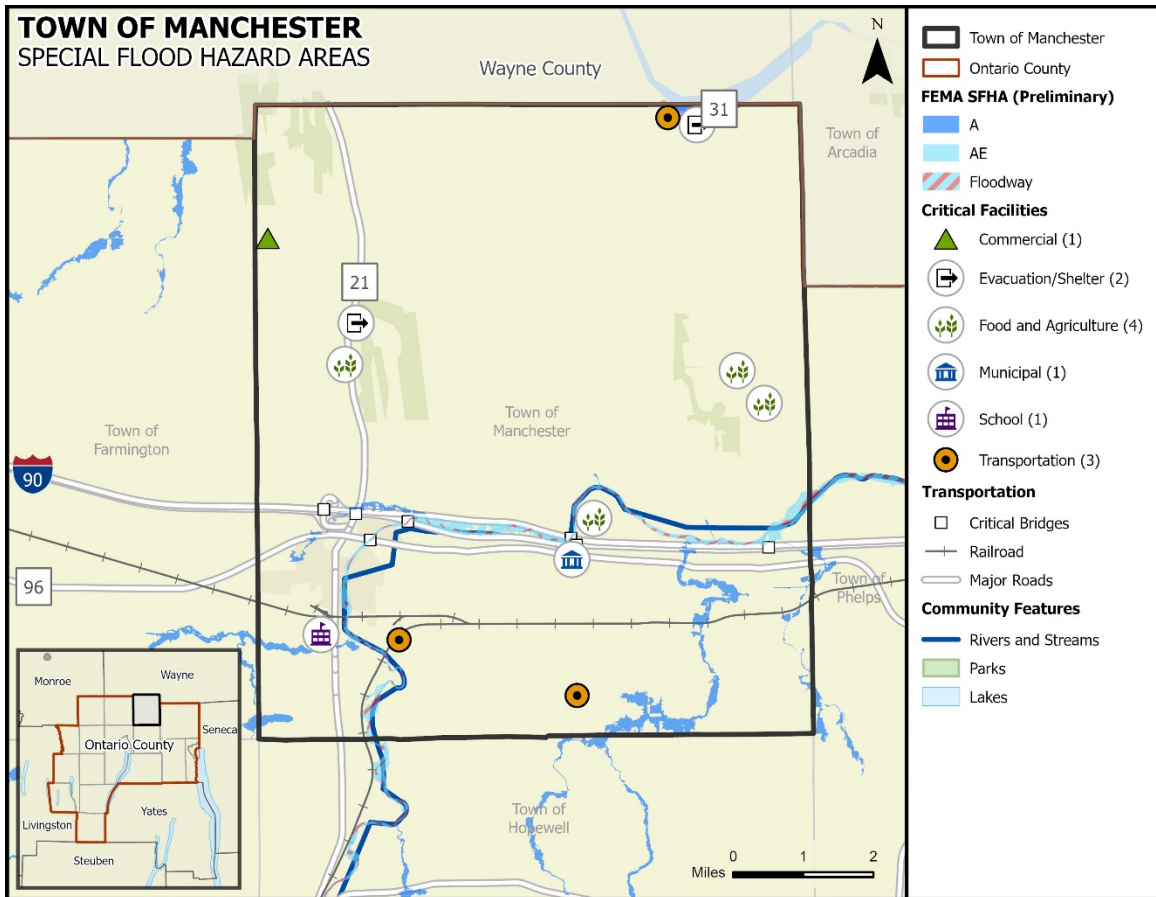 TOWN OF MANCHESTER
SPECIAL FLOOD HAZARD AREAS
N
Wayne County
31
Town of
Arcadia
21
Town of
Farmington
Town of
Manchester
90
96
Town of
Phelps
Town of
Hopewell
Monroe
Wayne
Seneca
Ontario County
Yates
Livingston
Steuben
0 1 2
Miles
Town of Manchester
Ontario County
FEMA SFHA (Preliminary)
A
AE
Floodway
Critical Facilities
Commercial (1)
Evacuation/Shelter (2)
Food and Agriculture (4)
Municipal (1)
School (1)
Transportation (3)
Transportation
Critical Bridges
Railroad
Major Roads
Community Features
Rivers and Streams
Parks
Lakes